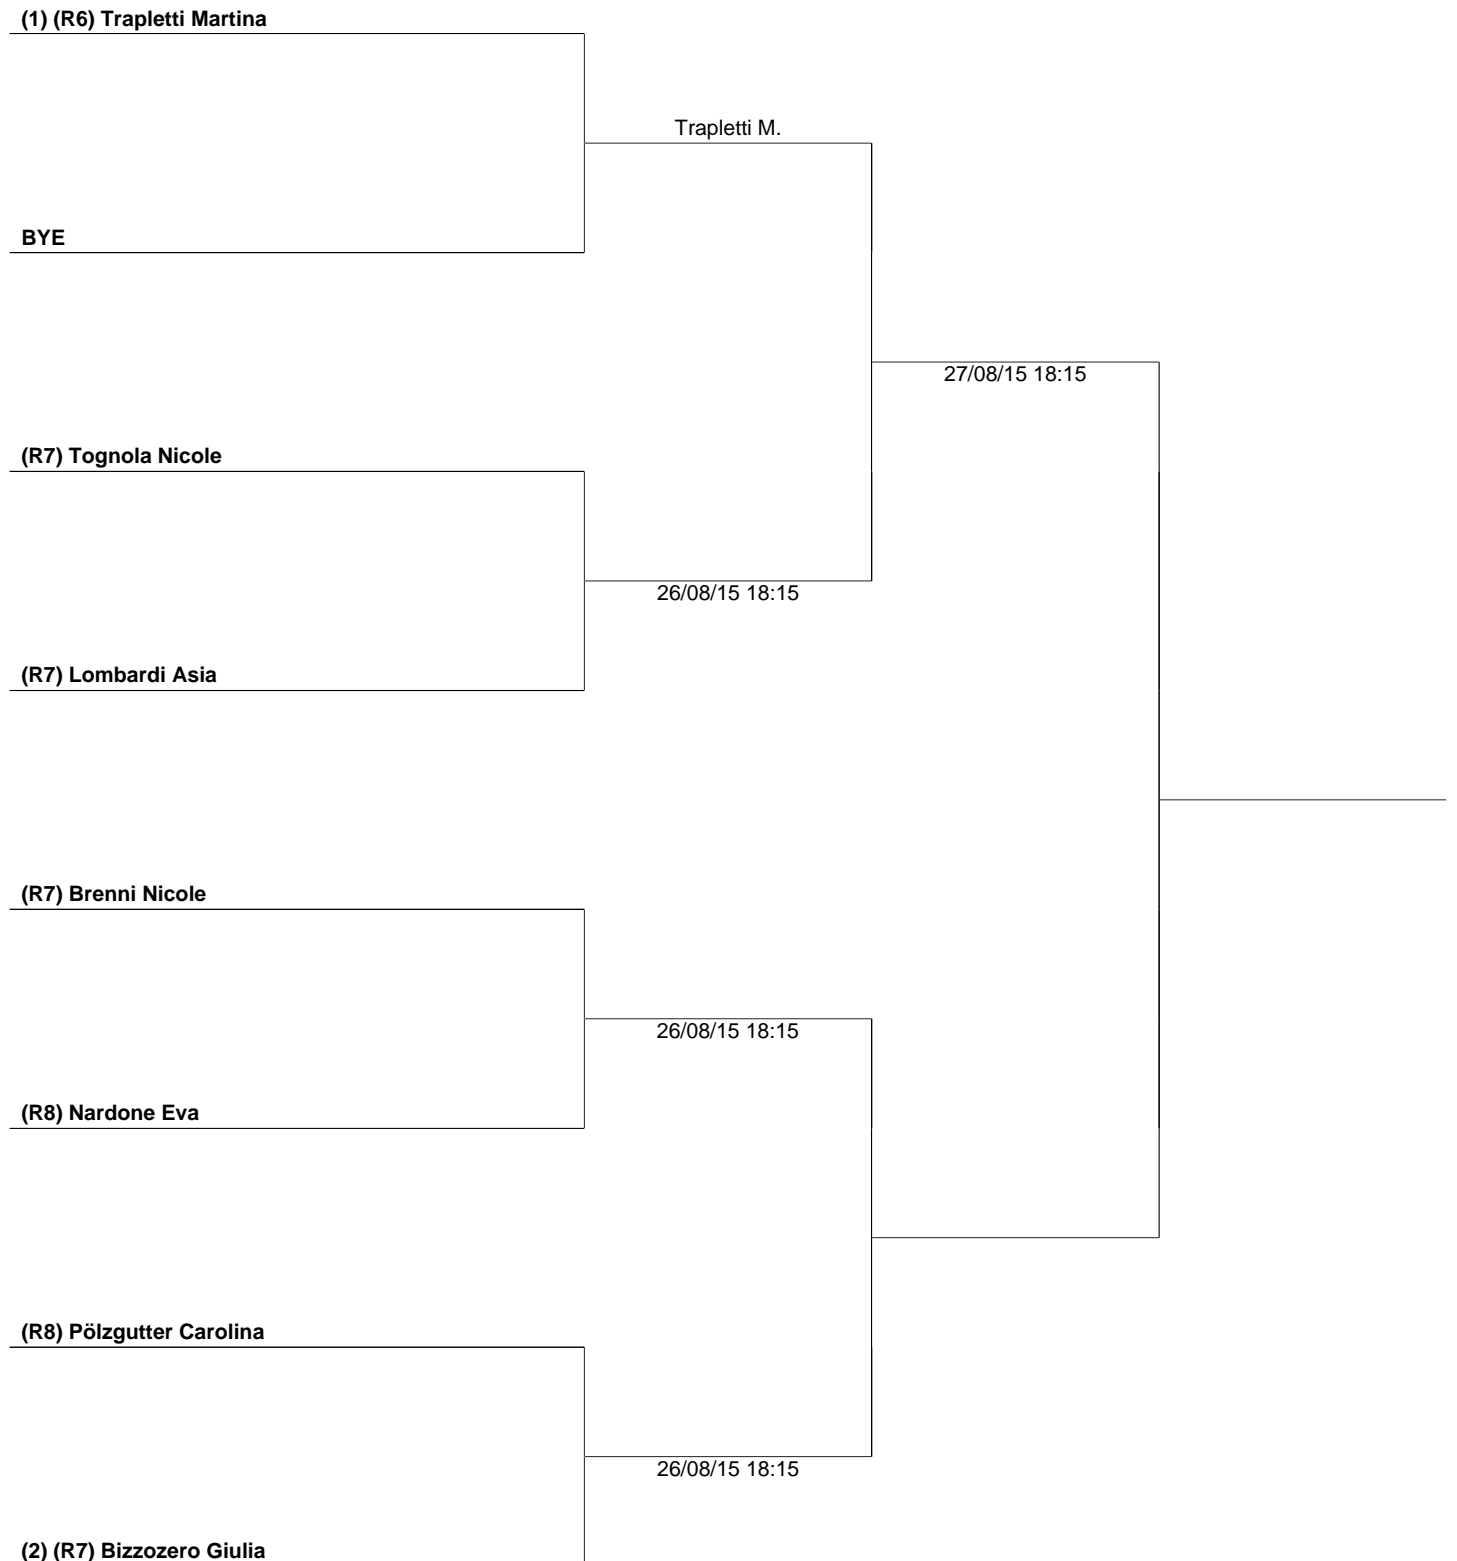 (1) (R6) Trapletti Martina
Trapletti M.
BYE
27/08/15 18:15
(R7) Tognola Nicole
26/08/15 18:15
(R7) Lombardi Asia
(R7) Brenni Nicole
26/08/15 18:15
(R8) Nardone Eva
(R8) Pölzgutter Carolina
26/08/15 18:15
(2) (R7) Bizzozero Giulia